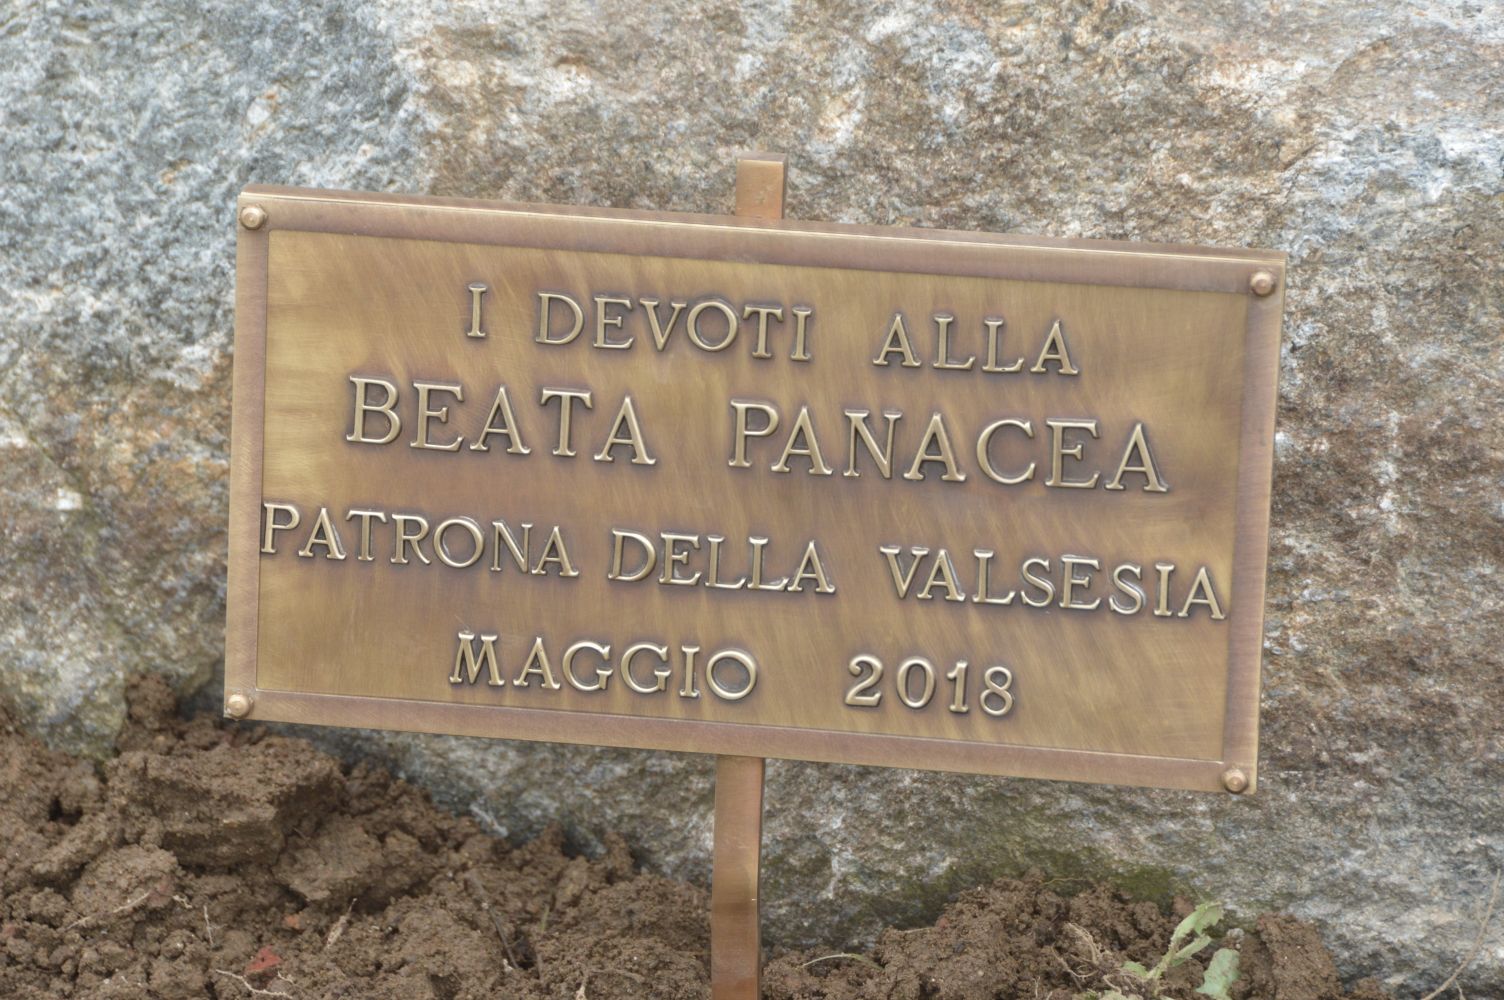 I DEVOTI ALLA
BEATA PANACEA
PATRONA DELLA VALSESIA
MAGGIO 2018